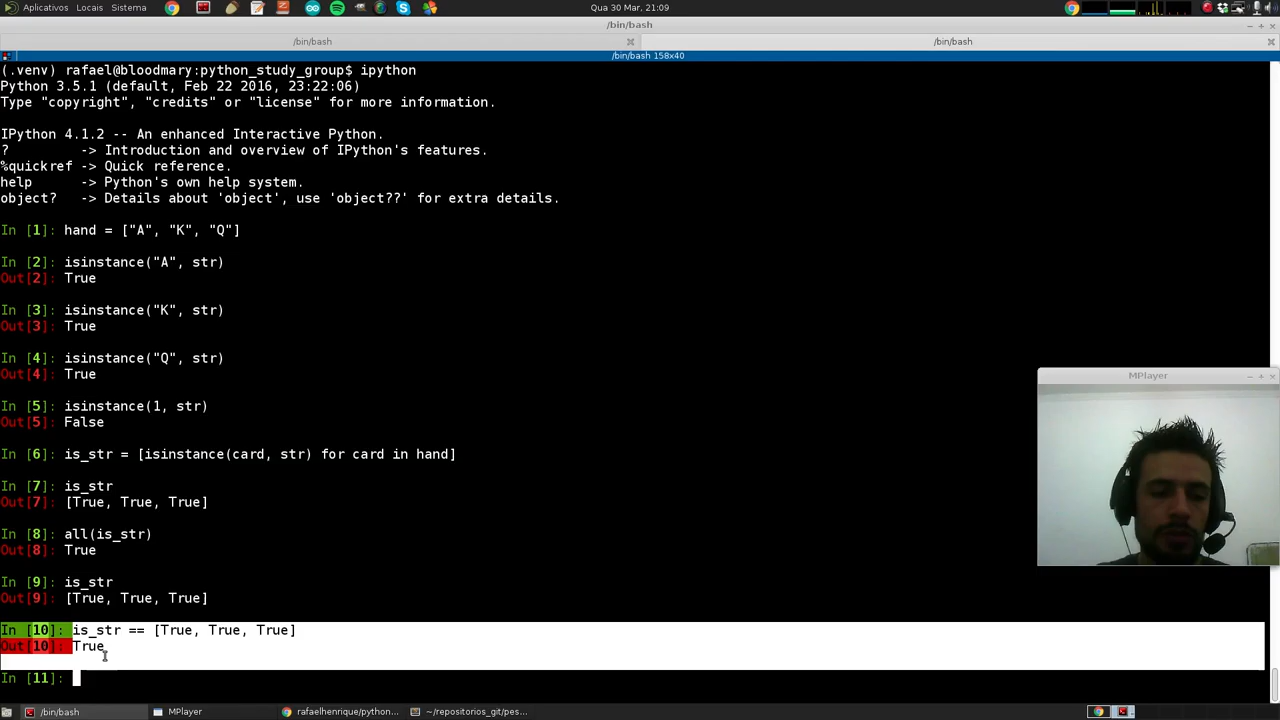 Aplicativos Locais Sistema
Qua 30 Mar, 21:09
/bin/bash
/bin/bash
/bin/bash
/bin/bash 158x40
(.venv) rafael@bloodmary:python_study_group$ ipython
Python 3.5.1 (default, Feb 22 2016, 23:22:06)
Type "copyright", "credits" or "license" for more information.
IPython 4.1.2 -- An enhanced Interactive Python.
?         -> Introduction and overview of IPython's features.
%quickref -> Quick reference.
help      -> Python's own help system.
object?   -> Details about 'object', use 'object??' for extra details.
In [1]: hand = ["A", "K", "Q"]
In [2]: isinstance("A", str)
Out[2]: True
In [3]: isinstance("K", str)
Out[3]: True
In [4]: isinstance("Q", str)
Out[4]: True
In [5]: isinstance(1, str)
Out[5]: False
In [6]: is_str = [isinstance(card, str) for card in hand]
In [7]: is_str
Out[7]: [True, True, True]
In [8]: all(is_str)
Out[8]: True
In [9]: is_str
Out[9]: [True, True, True]
In [10]: is_str == [True, True, True]
Out[10]: True
In [11]:
MPlayer
/bin/bash
MPlayer
rafaelhenrique/python...
~/repositorios_git/pes...